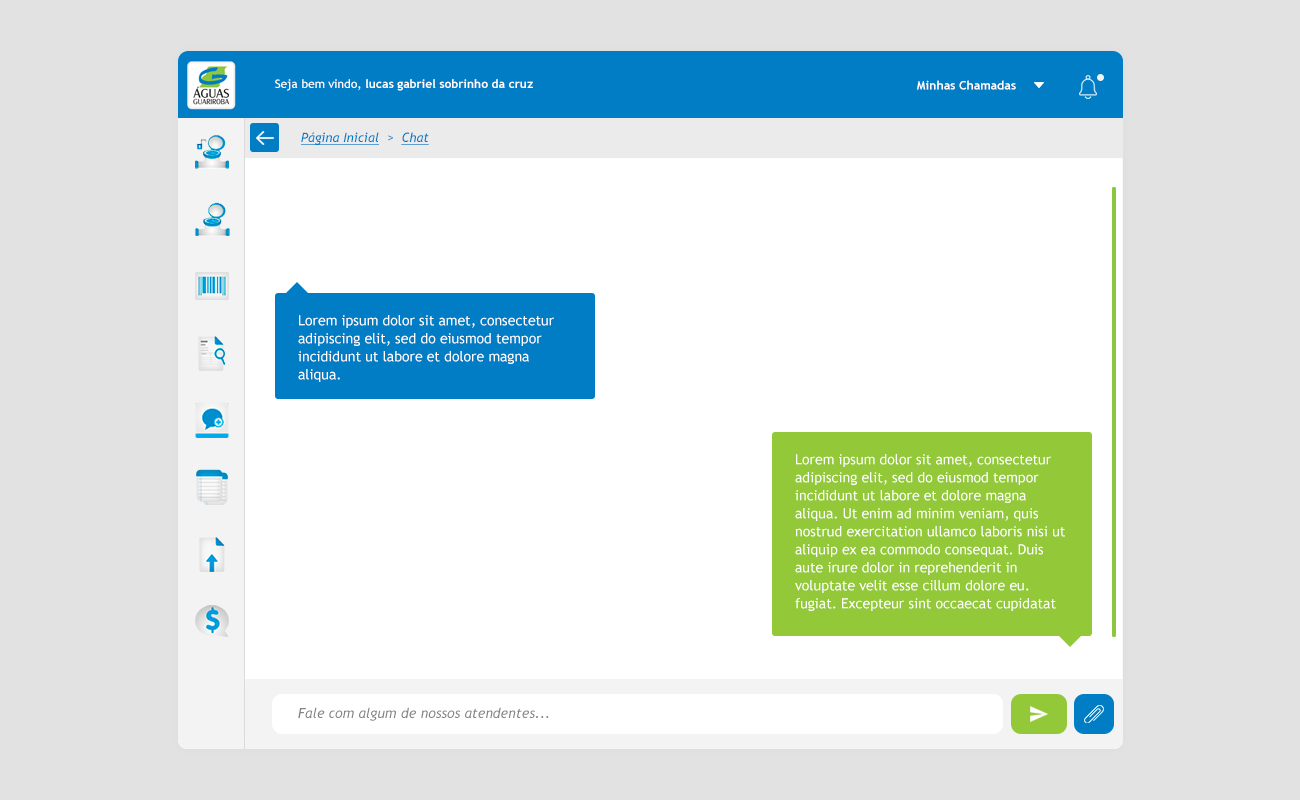 ÁGUAS
GUARIROBA
Seja bem vindo, lucas gabriel sobrinho da cruz
Minhas Chamadas
Página Inicial > Chat
Lorem ipsum dolor sit amet, consectetur
adipiscing elit, sed do eiusmod tempor
incididunt ut labore et dolore magna
aliqua.
Lorem ipsum dolor sit amet, consectetur
adipiscing elit, sed do eiusmod tempor
incididunt ut labore et dolore magna
aliqua. Ut enim ad minim veniam, quis
nostrud exercitation ullamco laboris nisi ut
aliquip ex ea commodo consequat. Duis
aute irure dolor in reprehenderit in
voluptate velit esse cillum dolore eu.
fugiat. Excepteur sint occaecat cupidatat
Fale com algum de nossos atendentes...